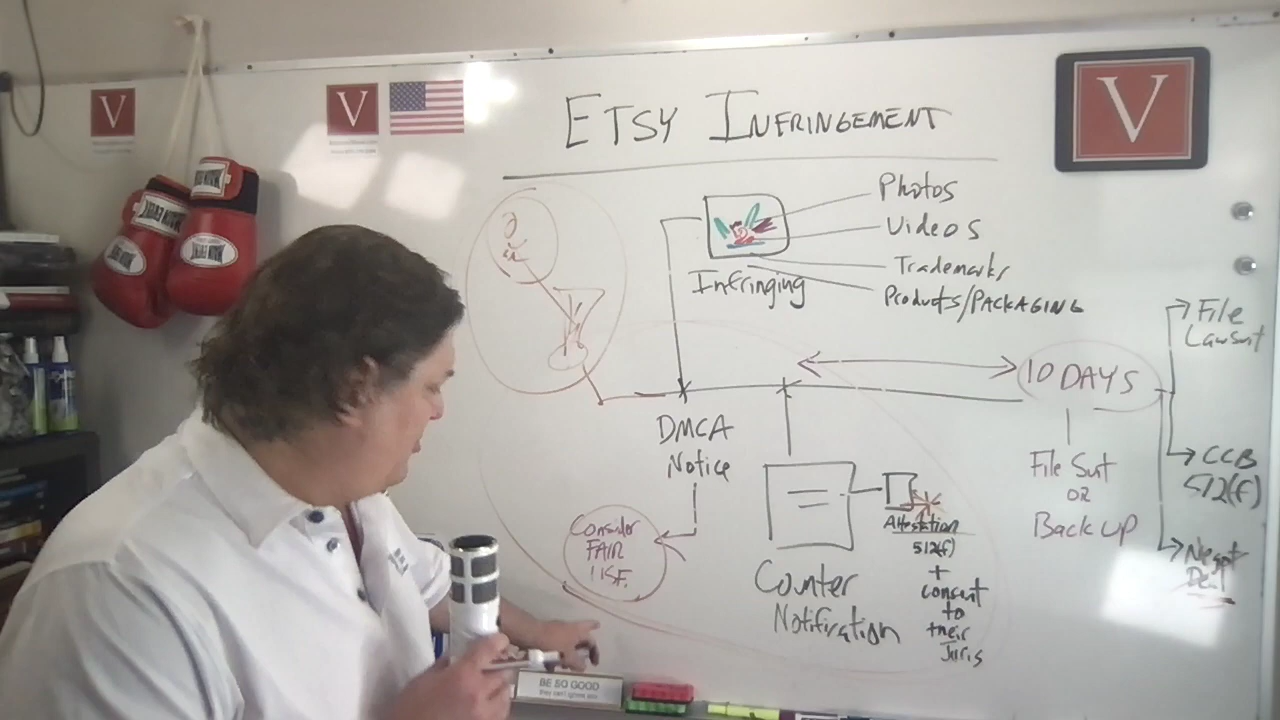 V
V
V
ETSY INFRINGEMENT
Photos
Videos
Trademarks
Products/PACKAGING
Infringing
File
Lawsuit
10 DAYS
DMCA
Notice
File Suit
OR
Back up
CCB
512(f)
Consider
FAIR
USE
Attestation
512(f)
+
consent
to
their
Juris
Counter
Notification
Negot
Deal
BE SO GOOD
they can't ignore you